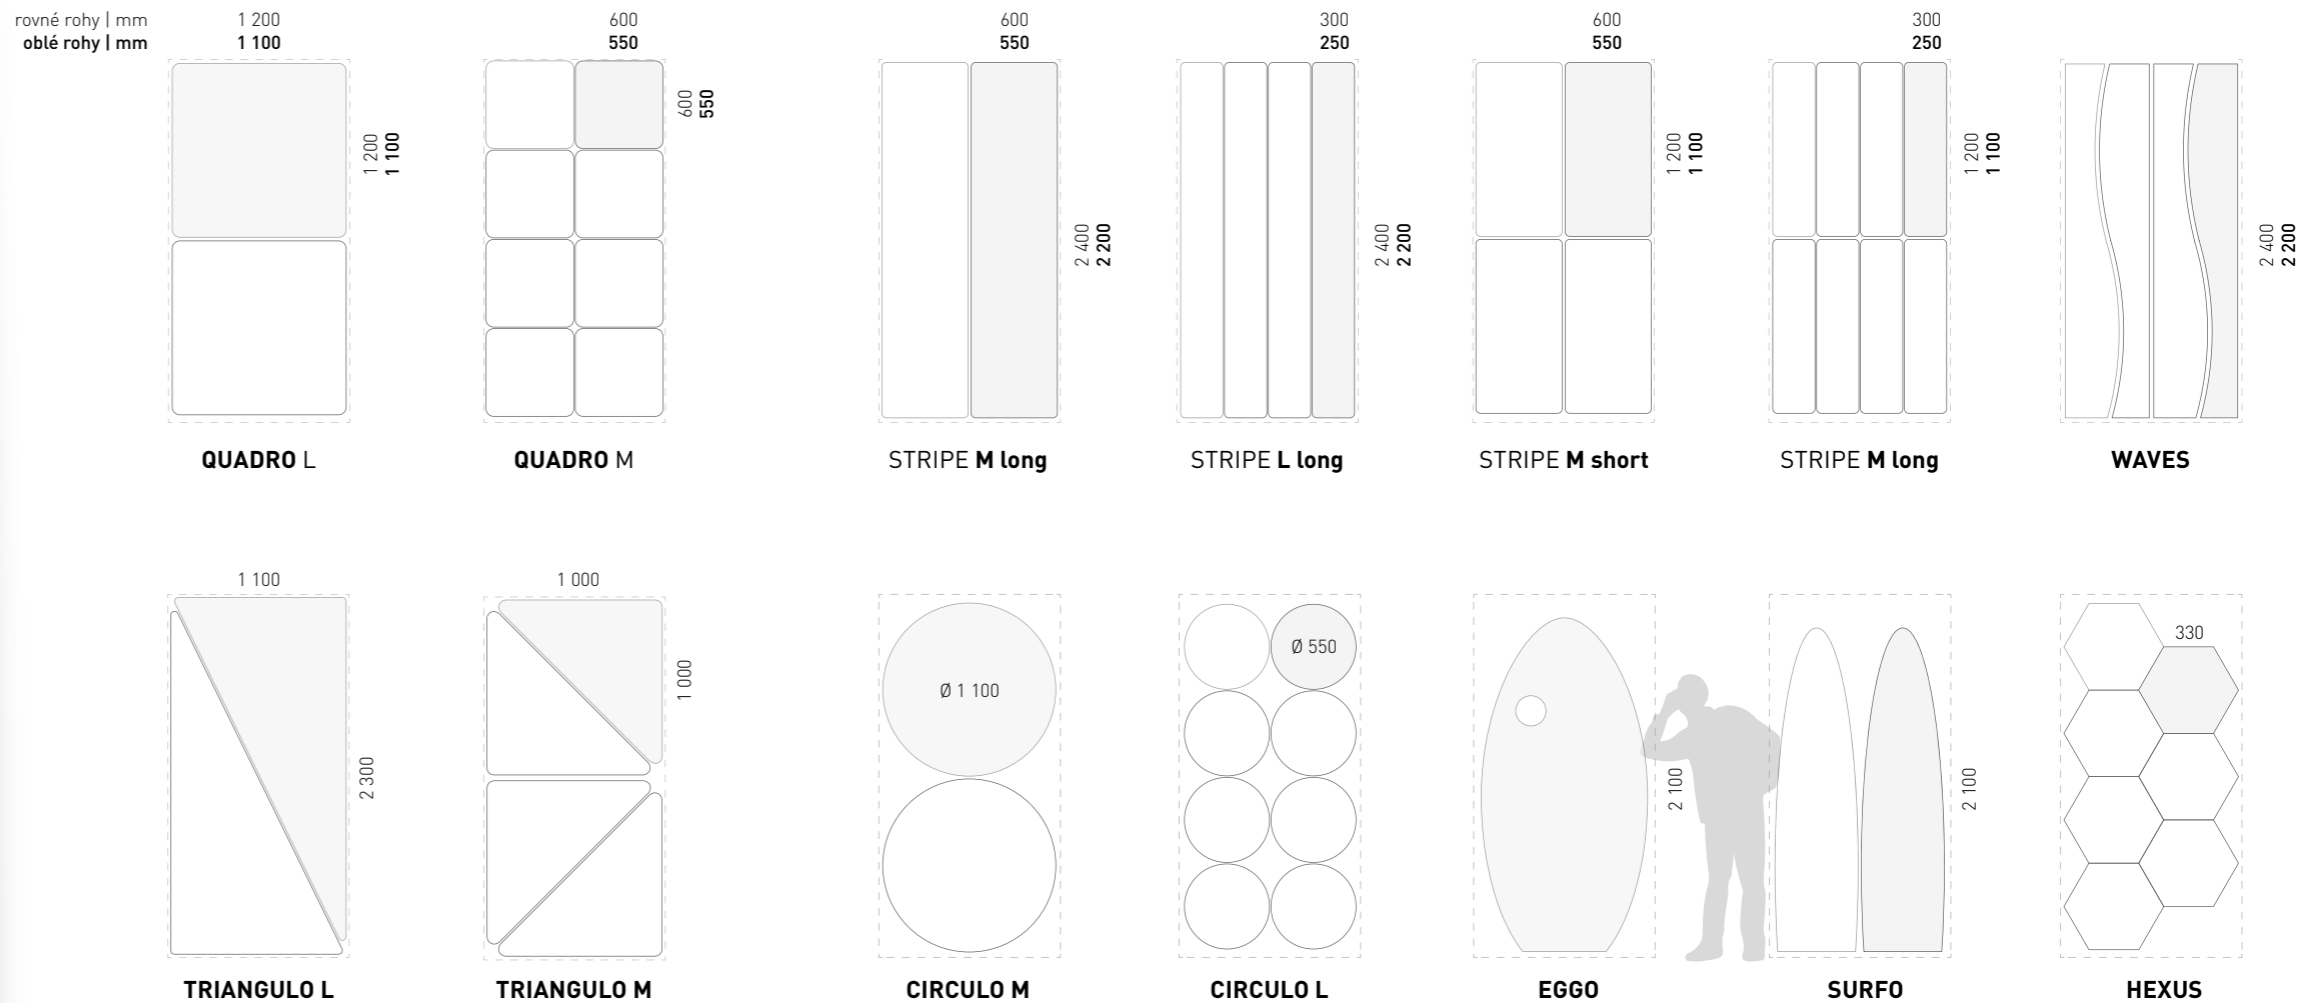 rovné rohy | mm
oblé rohy | mm
1 200
1 100
1 200
1 100
QUADRO L
600
550
600
550
QUADRO M
600
550
2 400
2 200
STRIPE M long
300
250
2 400
2 200
STRIPE L long
600
550
1 200
1 100
STRIPE M short
300
250
1 200
1 100
STRIPE M long
2 400
2 200
WAVES
1 100
2 300
TRIANGULO L
1 000
1 000
TRIANGULO M
Ø 1 100
CIRCULO M
Ø 550
CIRCULO L
2 100
EGGO
2 100
SURFO
330
HEXUS